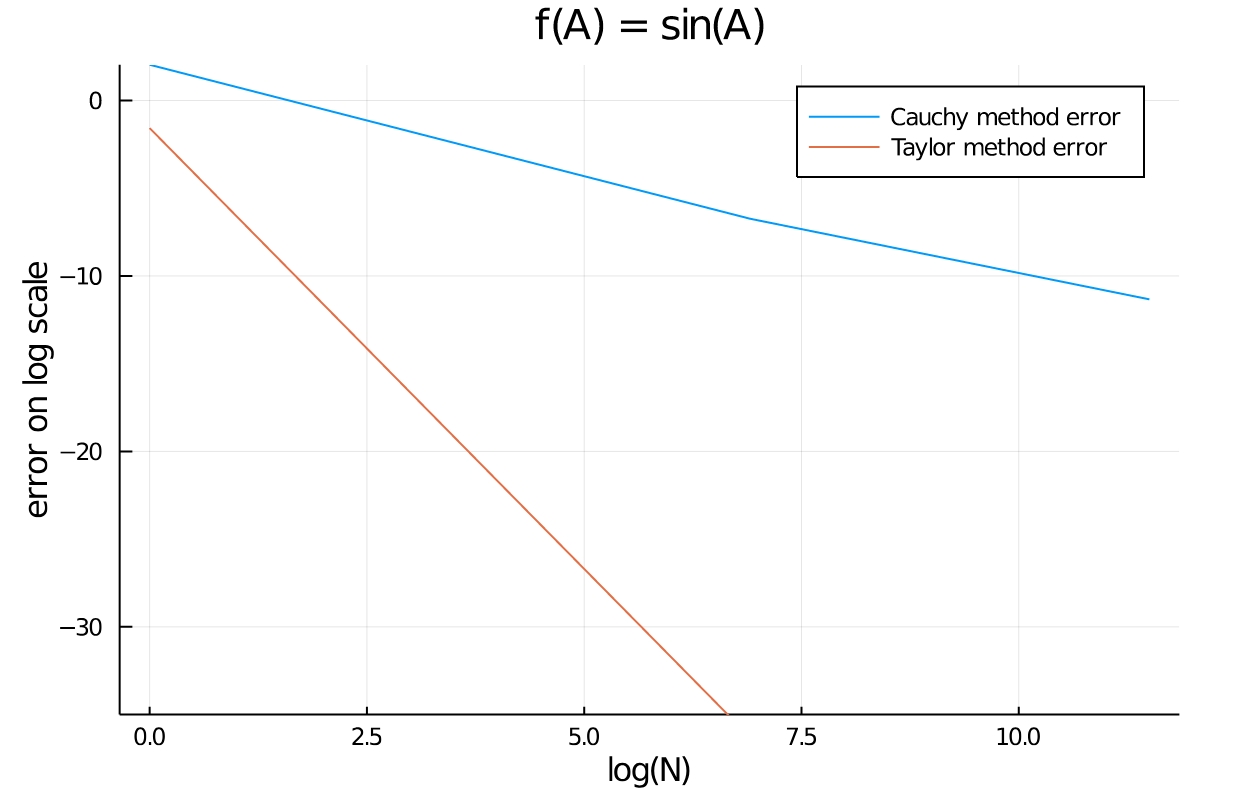 f(A) = sin(A)
Cauchy method error
Taylor method error
error on log scale
0
−10
−20
−30
0.0 2.5 5.0 7.5 10.0
log(N)